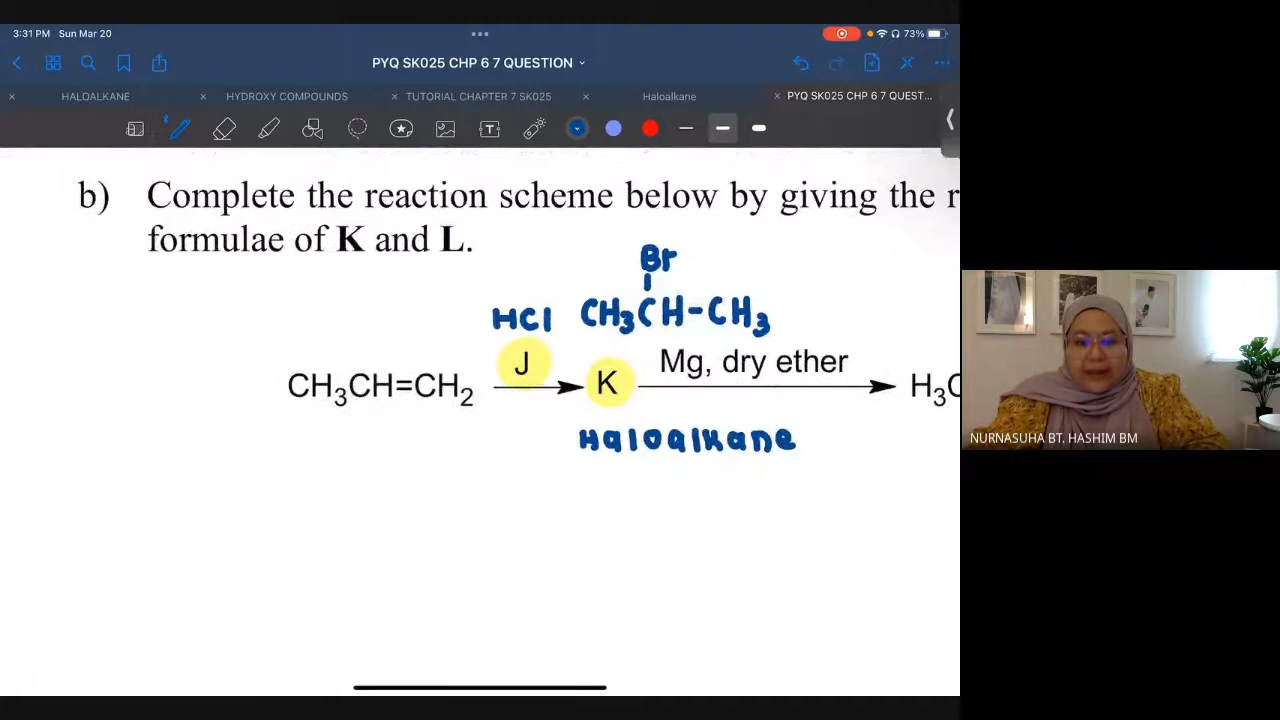 3:31 PM Sun Mar 20
73%
PYQ SK025 CHP 6 7 QUESTION
HALOALKANE
HYDROXY COMPOUNDS
TUTORIAL CHAPTER 7 SK025
Haloalkane
PYQ SK025 CHP 6 7 QUEST...
b) Complete the reaction scheme below by giving the r
formulae of K and L.
Br
HCl CH₃CH-CH₃
J
Mg, dry ether
CH₃CH=CH₂ K H₃C
Haloalkane
NURNASUHA BT. HASHIM BM